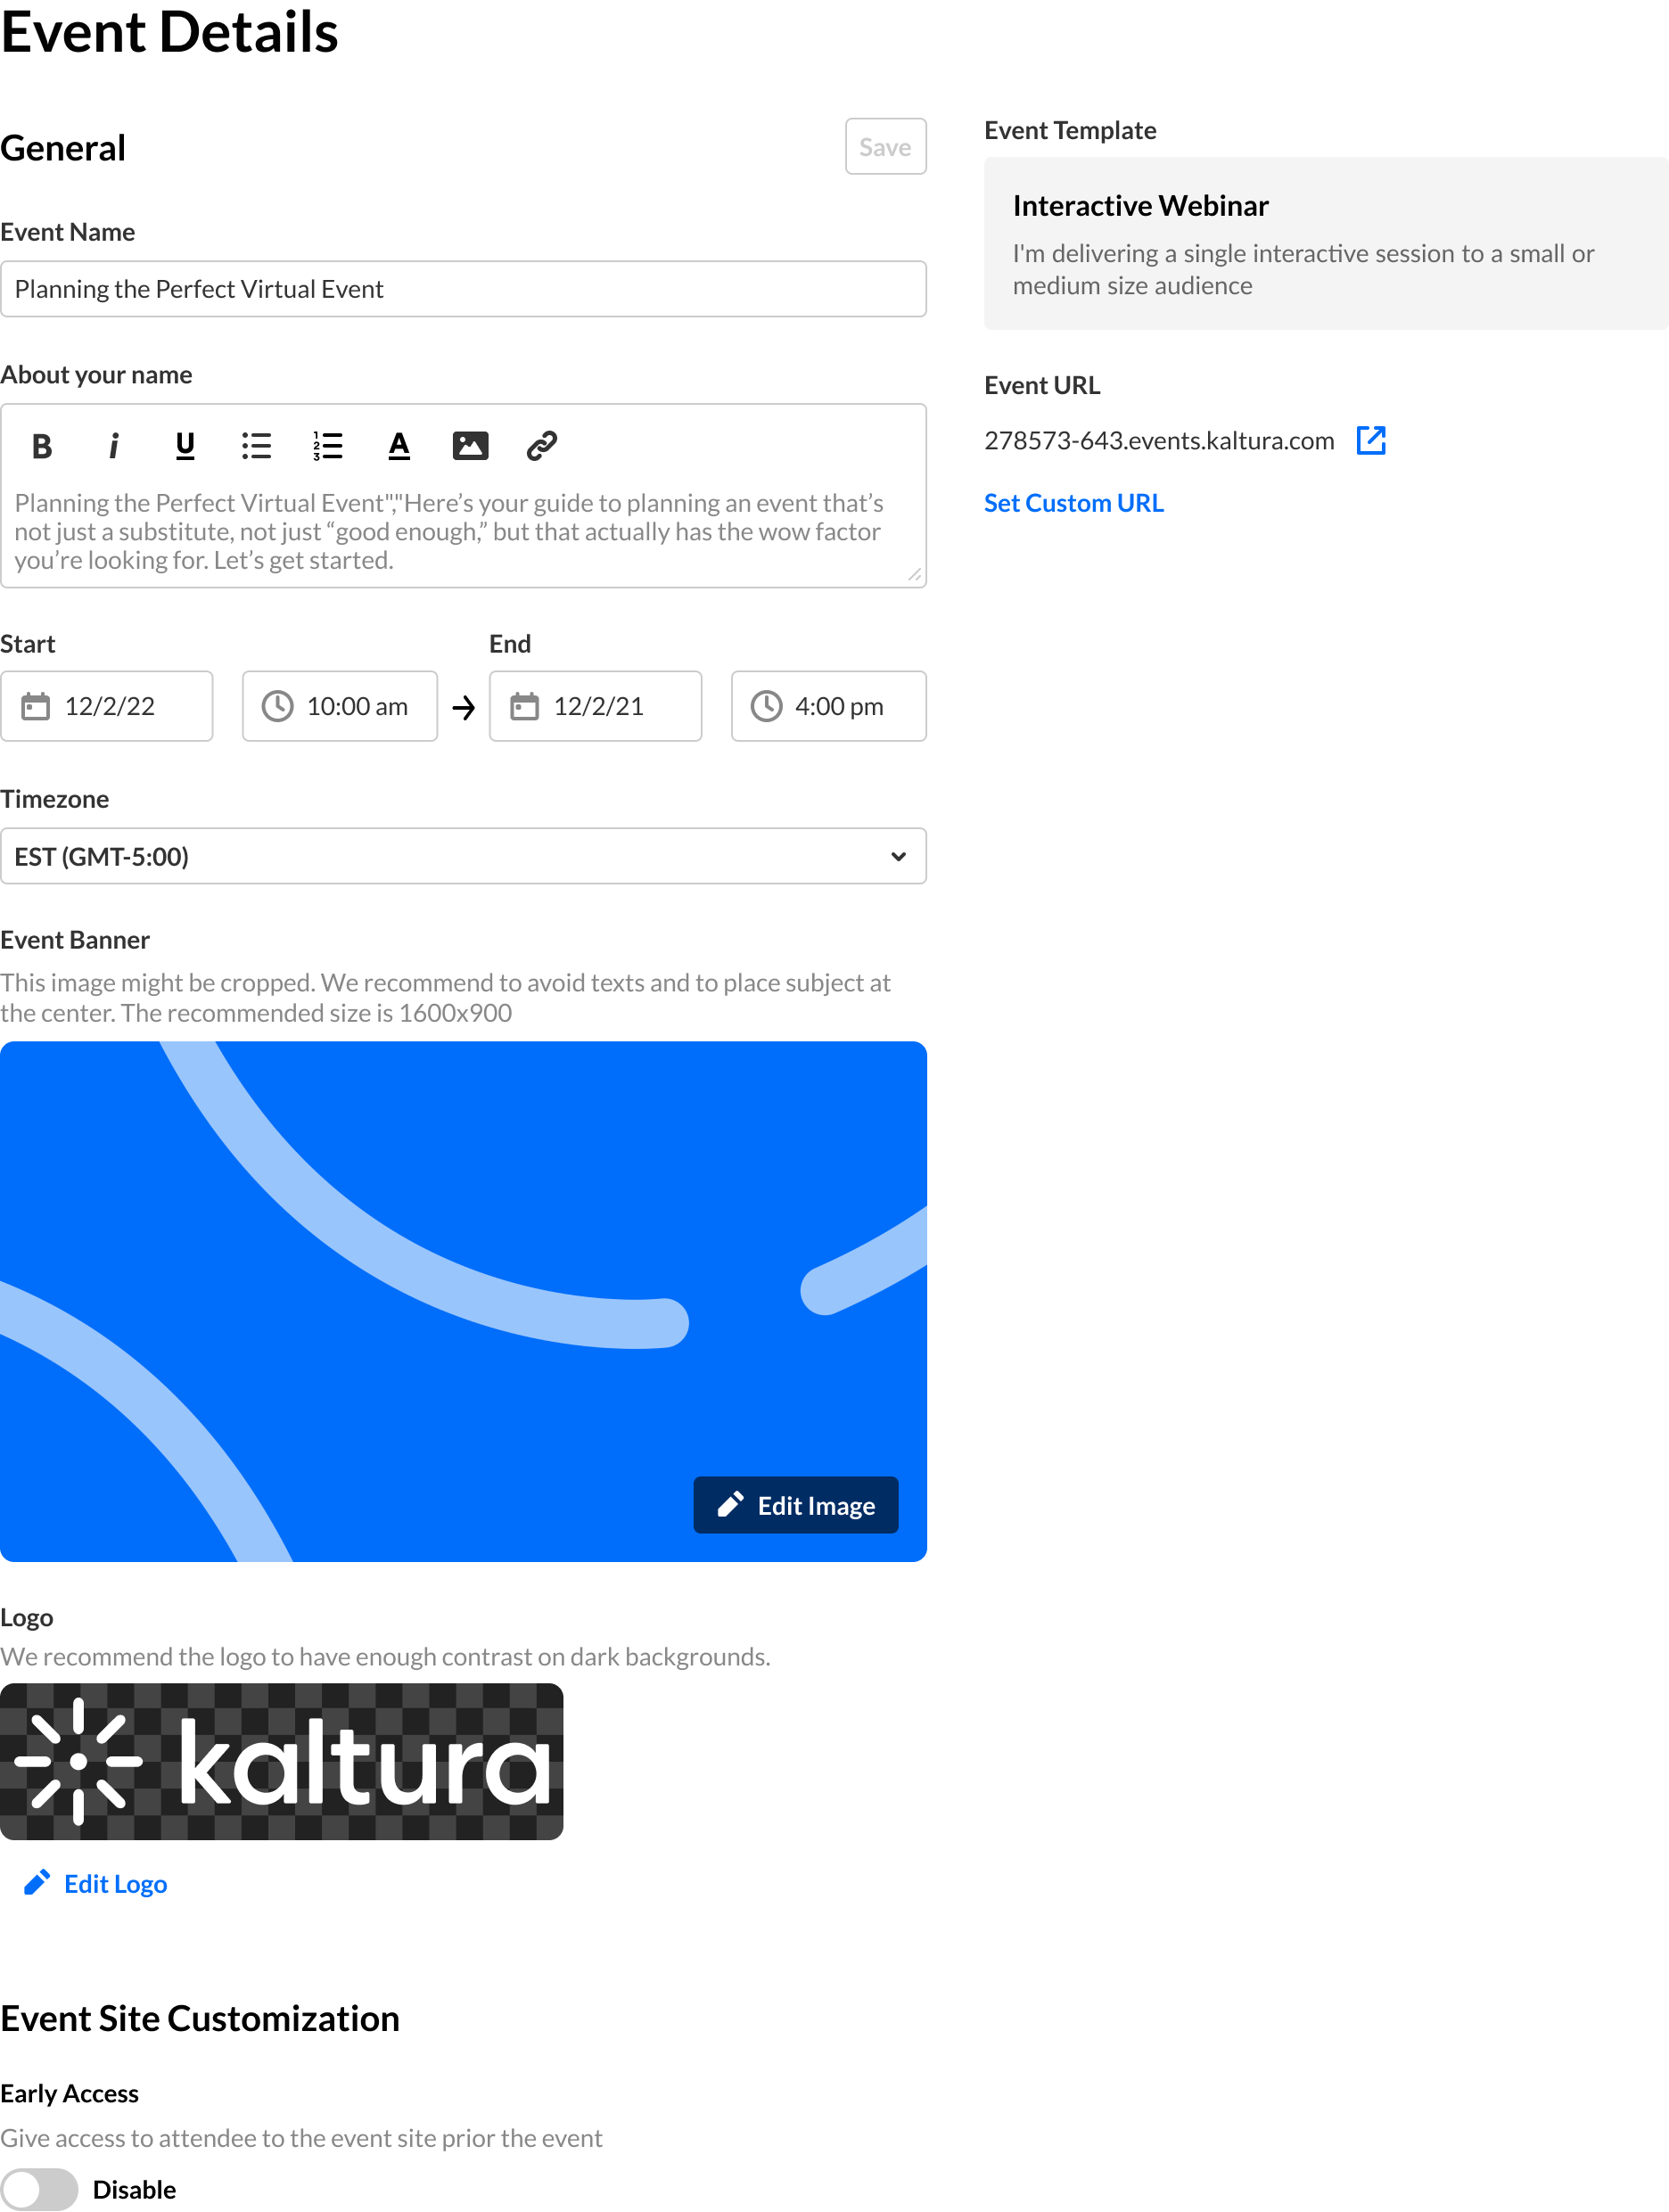 Event Details
General
Save
Event Name
Planning the Perfect Virtual Event
About your name
B i U 1 2 3 A
Planning the Perfect Virtual Event"","Here’s your guide to planning an event that’s
not just a substitute, not just “good enough,” but that actually has the wow factor
you’re looking for. Let’s get started.
Start
End
12/2/22
10:00 am
12/2/21
4:00 pm
Timezone
EST (GMT-5:00)
Event Banner
This image might be cropped. We recommend to avoid texts and to place subject at
the center. The recommended size is 1600x900
Edit Image
Logo
We recommend the logo to have enough contrast on dark backgrounds.
kaltura
Edit Logo
Event Site Customization
Early Access
Give access to attendee to the event site prior the event
Disable
Event Template
Interactive Webinar
I'm delivering a single interactive session to a small or
medium size audience
Event URL
278573-643.events.kaltura.com
Set Custom URL